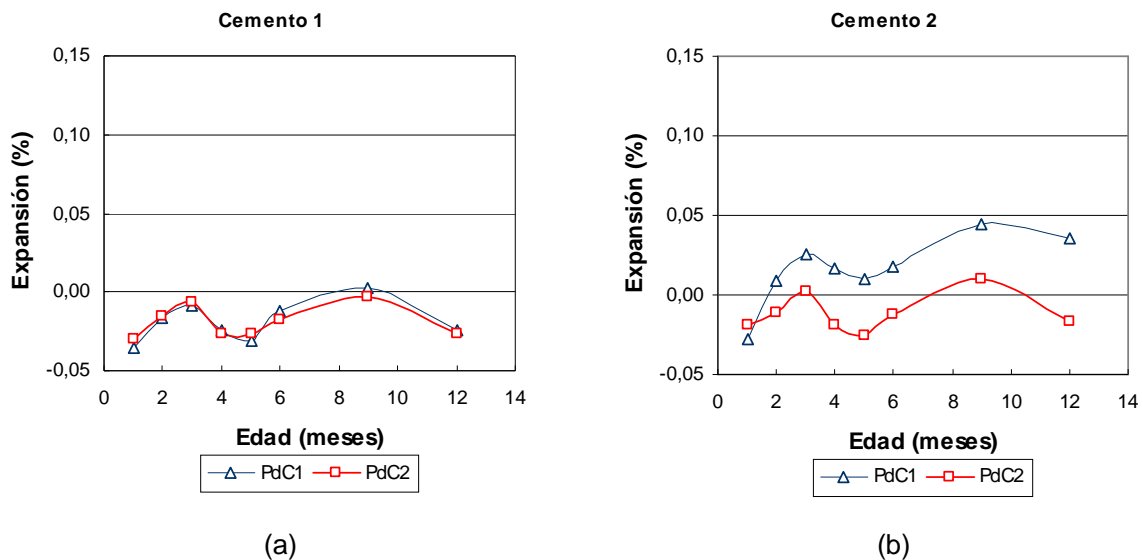 Cemento 1
0,15
0,10
0,05
0,00
-0,05
Expansión (%)
0 2 4 6 8 10 12 14
Edad (meses)
PdC1 PdC2
(a)
Cemento 2
0,15
0,10
0,05
0,00
-0,05
Expansión (%)
0 2 4 6 8 10 12 14
Edad (meses)
PdC1 PdC2
(b)